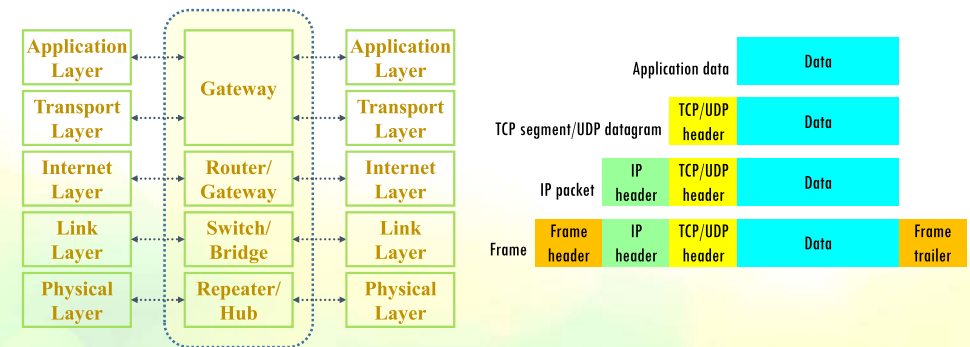 Application
Layer
Transport
Layer
Internet
Layer
Link
Layer
Physical
Layer
Gateway
Router/
Gateway
Switch/
Bridge
Repeater/
Hub
Application
Layer
Transport
Layer
Internet
Layer
Link
Layer
Physical
Layer
Application data
Data
TCP segment/UDP datagram
TCP/UDP
header
Data
IP packet
IP
header
TCP/UDP
header
Data
Frame
Frame
header
IP
header
TCP/UDP
header
Data
Frame
trailer